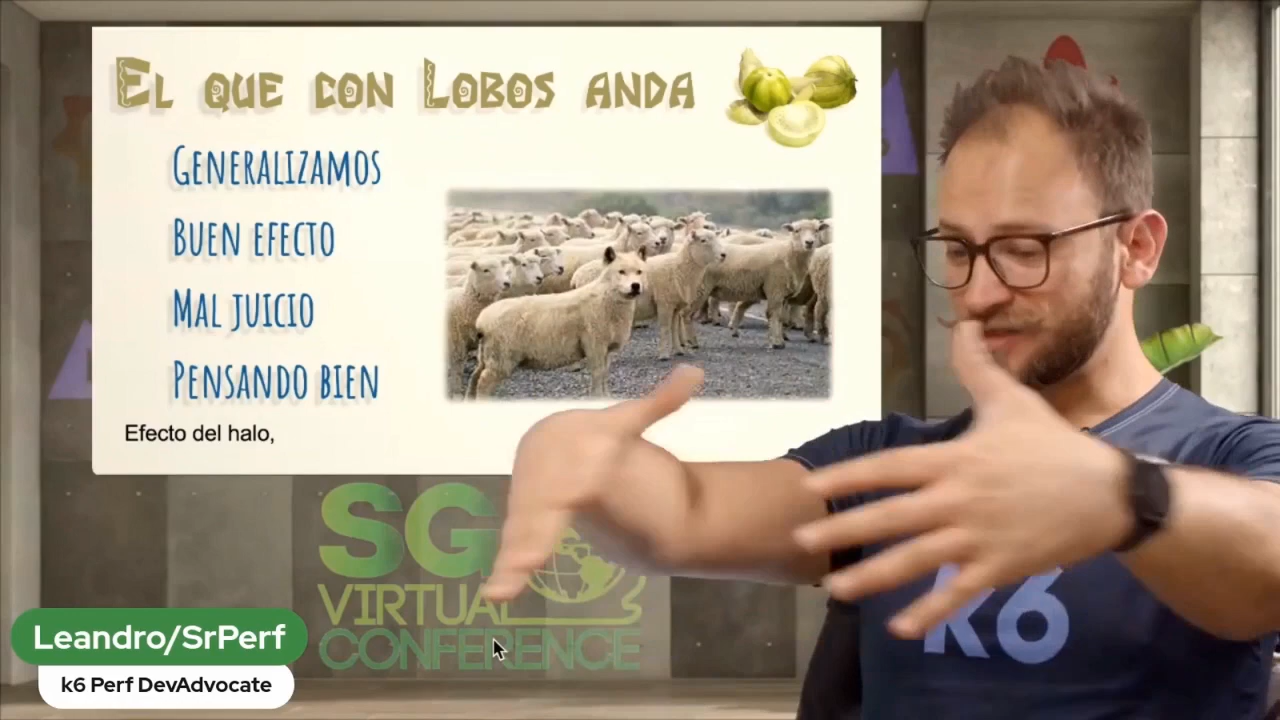 El que con Lobos anda
Generalizamos
Buen efecto
Mal juicio
Pensando bien
Efecto del halo,
SG
VIRTUAL
CONFERENCE
k6
Leandro/SrPerf
k6 Perf DevAdvocate